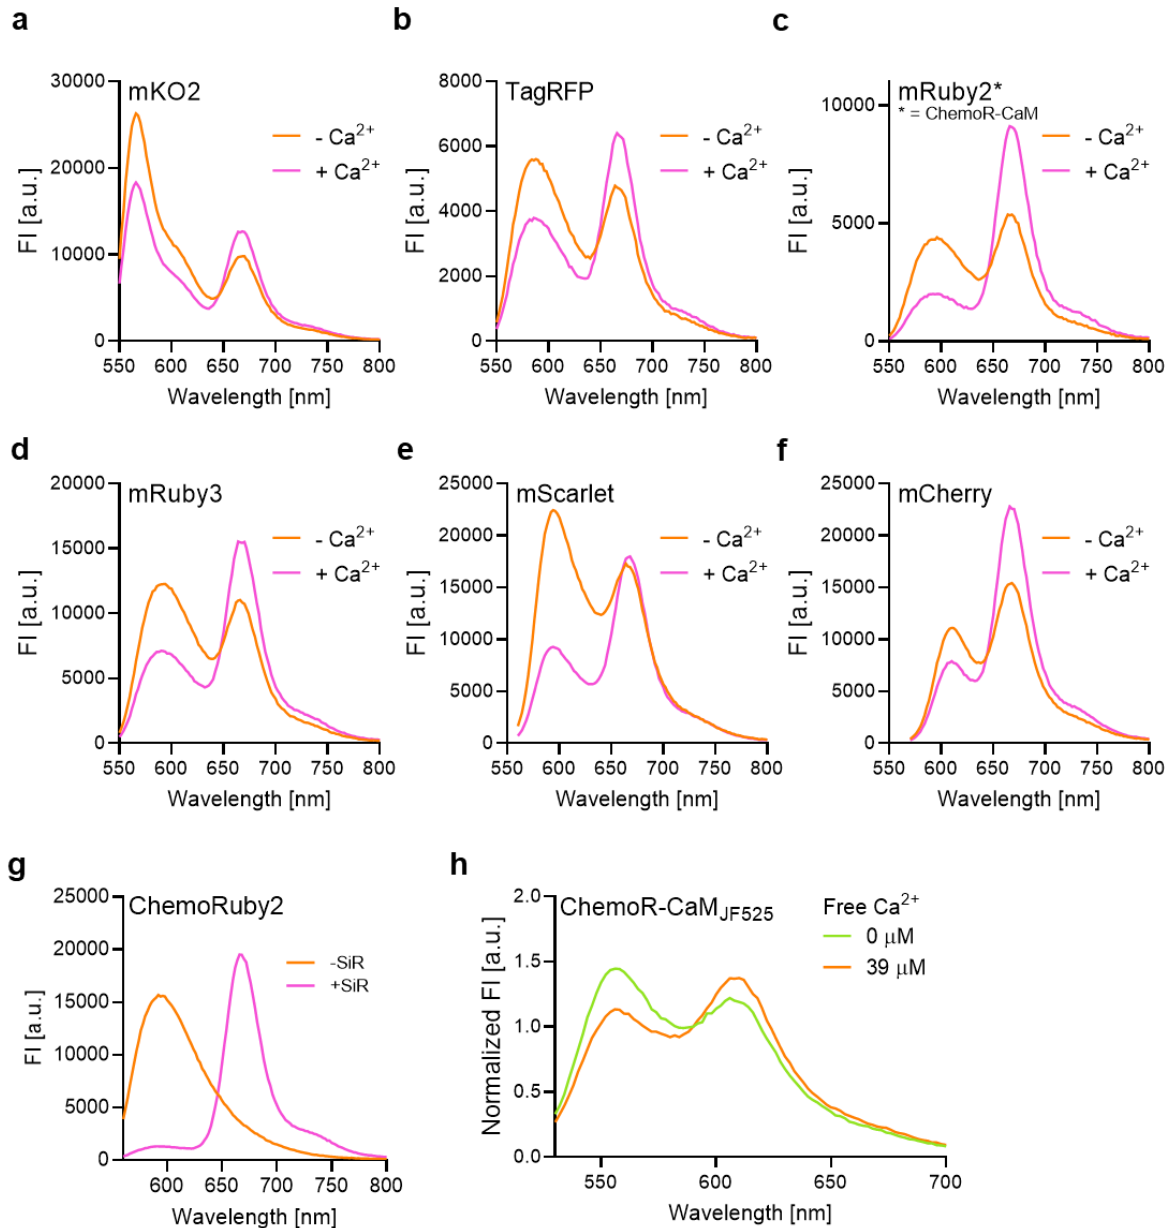 a
mKO2
- Ca²⁺
+ Ca²⁺
30000
20000
10000
0
FI [a.u.]
550 600 650 700 750 800
Wavelength [nm]
b
TagRFP
- Ca²⁺
+ Ca²⁺
8000
6000
4000
2000
0
FI [a.u.]
550 600 650 700 750 800
Wavelength [nm]
c
mRuby2*
* = ChemoR-CaM
- Ca²⁺
+ Ca²⁺
10000
5000
0
FI [a.u.]
550 600 650 700 750 800
Wavelength [nm]
d
mRuby3
- Ca²⁺
+ Ca²⁺
20000
15000
10000
5000
0
FI [a.u.]
550 600 650 700 750 800
Wavelength [nm]
e
mScarlet
- Ca²⁺
+ Ca²⁺
25000
20000
15000
10000
5000
0
FI [a.u.]
550 600 650 700 750 800
Wavelength [nm]
f
mCherry
- Ca²⁺
+ Ca²⁺
25000
20000
15000
10000
5000
0
FI [a.u.]
550 600 650 700 750 800
Wavelength [nm]
g
ChemoRuby2
-SiR
+SiR
25000
20000
15000
10000
5000
0
FI [a.u.]
600 650 700 750 800
Wavelength [nm]
h
ChemoR-CaM JF525
Free Ca²⁺
0 μM
39 μM
2.0
1.5
1.0
0.5
0.0
Normalized FI [a.u.]
550 600 650 700
Wavelength [nm]